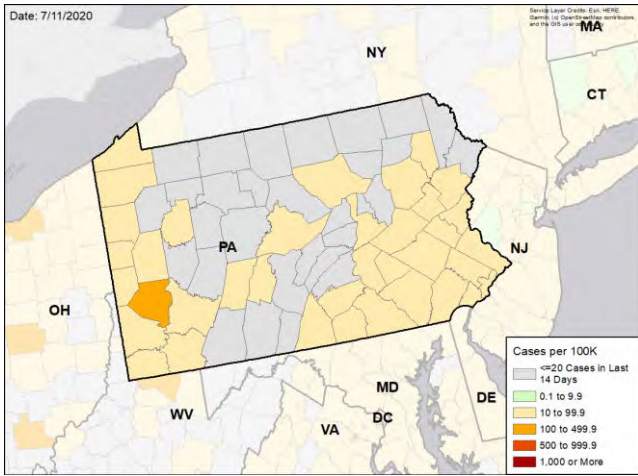 Date: 7/11/2020
Service Layer Credits: Esri, HERE,
Garmin, (c) OpenStreetMap contributors,
and the GIS user community
MA
NY
CT
PA
NJ
OH
MD
DE
WV
DC
VA
Cases per 100K
<=20 Cases in Last
14 Days
0.1 to 9.9
10 to 99.9
100 to 499.9
500 to 999.9
1,000 or More